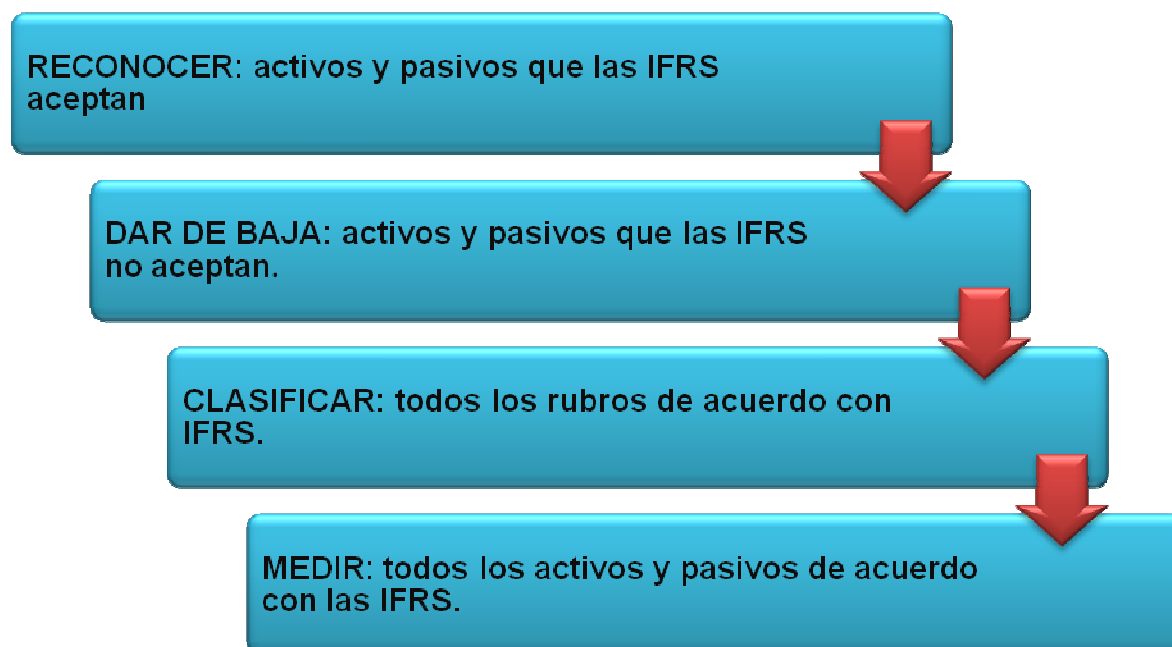 RECONOCER: activos y pasivos que las IFRS
aceptan
DAR DE BAJA: activos y pasivos que las IFRS
no aceptan.
CLASIFICAR: todos los rubros de acuerdo con
IFRS.
MEDIR: todos los activos y pasivos de acuerdo
con las IFRS.